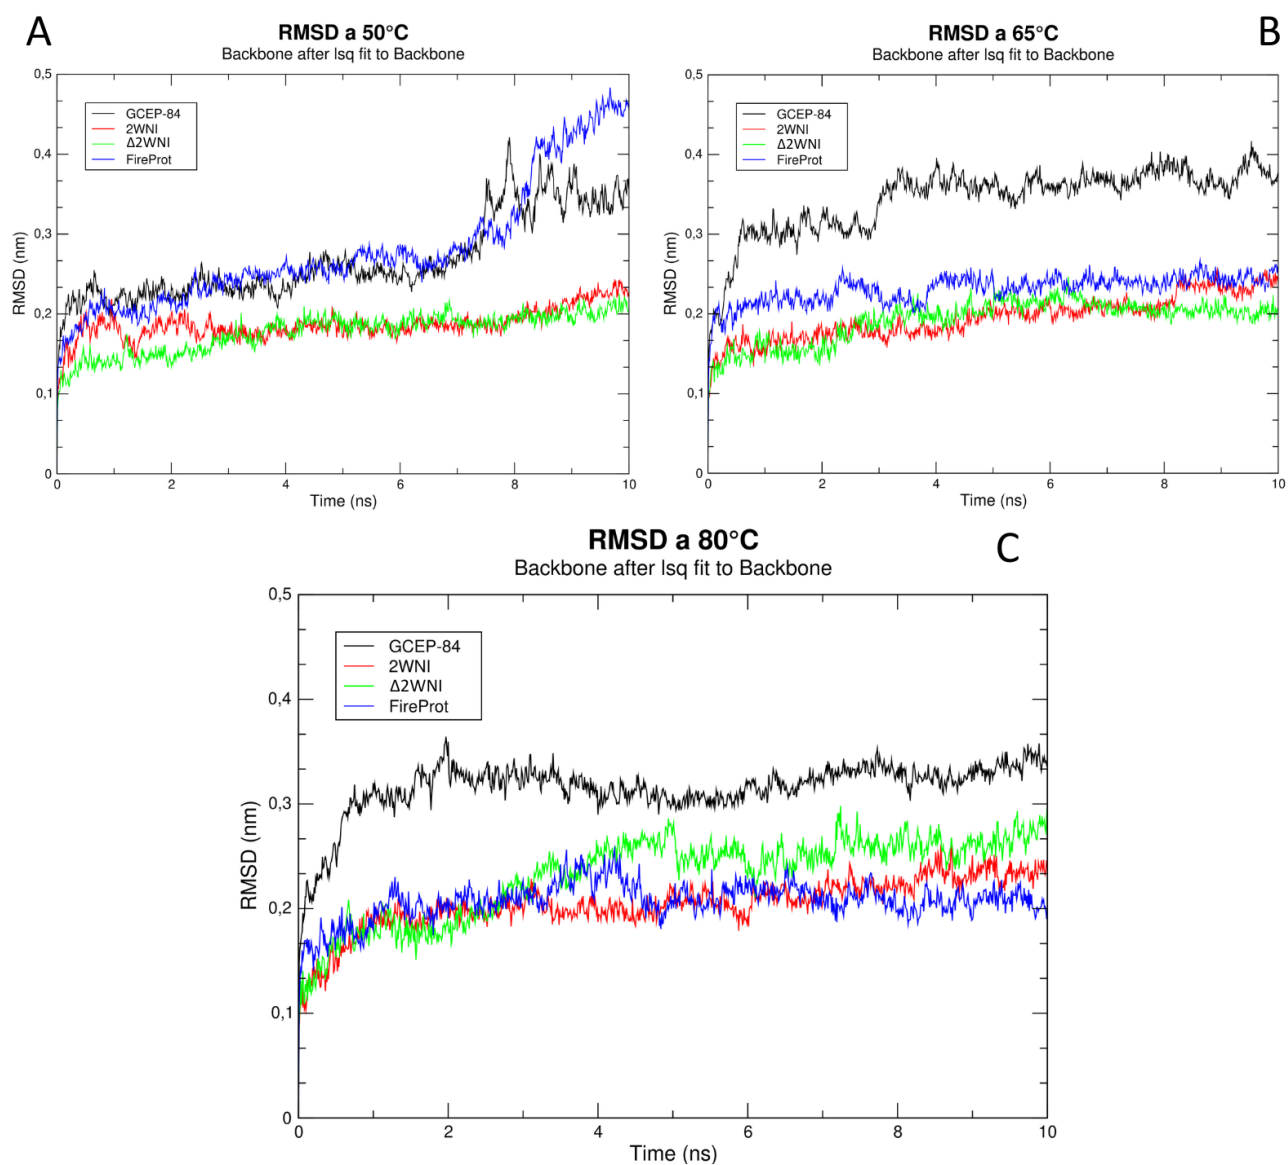 A
RMSD a 50°C
Backbone after lsq fit to Backbone
0,5
0,4
0,3
0,2
0,1
0
RMSD (nm)
GCEP-84
2WNI
Δ2WNI
FireProt
0 2 4 6 8 10
Time (ns)
B
RMSD a 65°C
Backbone after lsq fit to Backbone
0,5
0,4
0,3
0,2
0,1
0
RMSD (nm)
GCEP-84
2WNI
Δ2WNI
FireProt
0 2 4 6 8 10
Time (ns)
C
RMSD a 80°C
Backbone after lsq fit to Backbone
0,5
0,4
0,3
0,2
0,1
0
RMSD (nm)
GCEP-84
2WNI
Δ2WNI
FireProt
0 2 4 6 8 10
Time (ns)